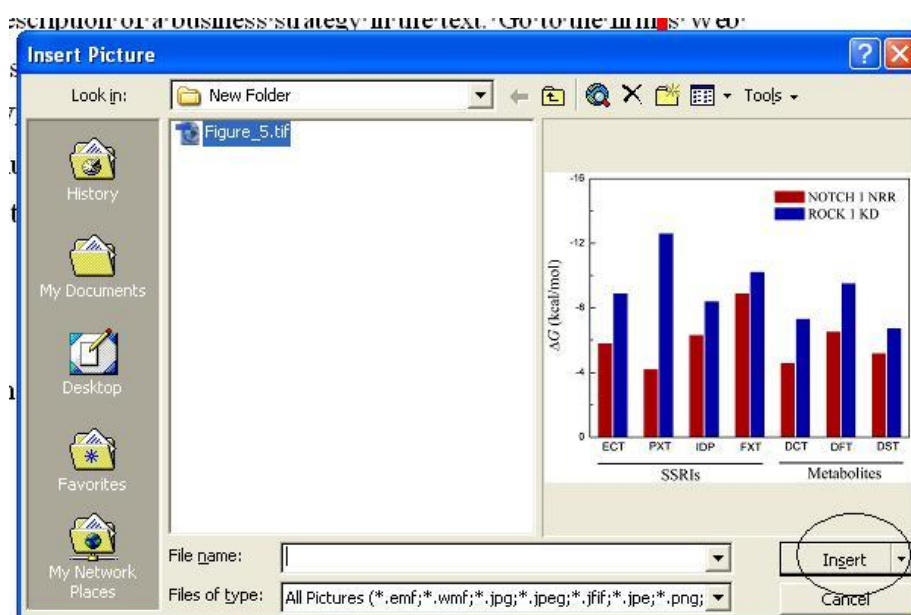 description of a business strategy in the text. Go to the firm's Web
Insert Picture
Look in:
New Folder
Tools
Figure_5.tif
History
My Documents
Desktop
Favorites
My Network
Places
-16
-12
-8
-4
0
ΔG (kcal/mol)
NOTCH 1 NRR
ROCK 1 KD
ECT PXT IDP FXT DCT DFT DST
SSRIs Metabolites
File name:
Insert
Files of type:
All Pictures (*.emf;*.wmf;*.jpg;*.jpeg;*.jfif;*.jpe;*.png;
Cancel